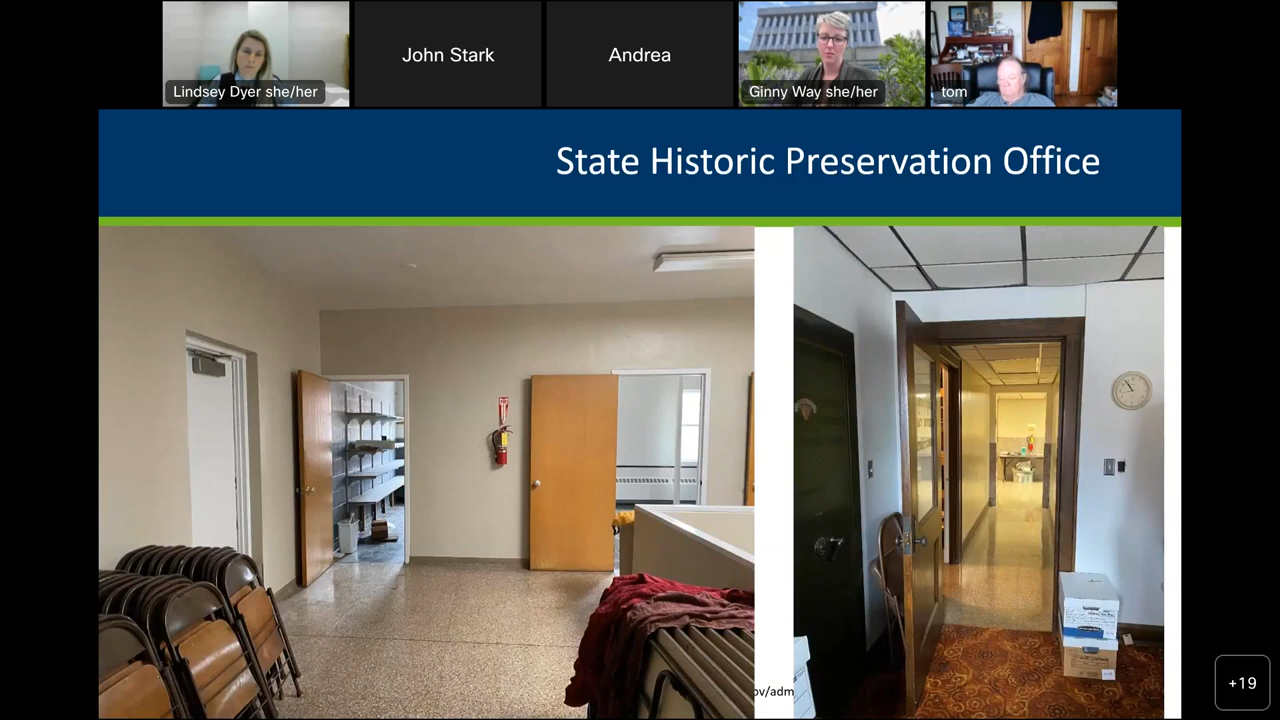 Lindsey Dyer she/her
John Stark
Andrea
Ginny Way she/her
tom
State Historic Preservation Office
ov/adm
+19